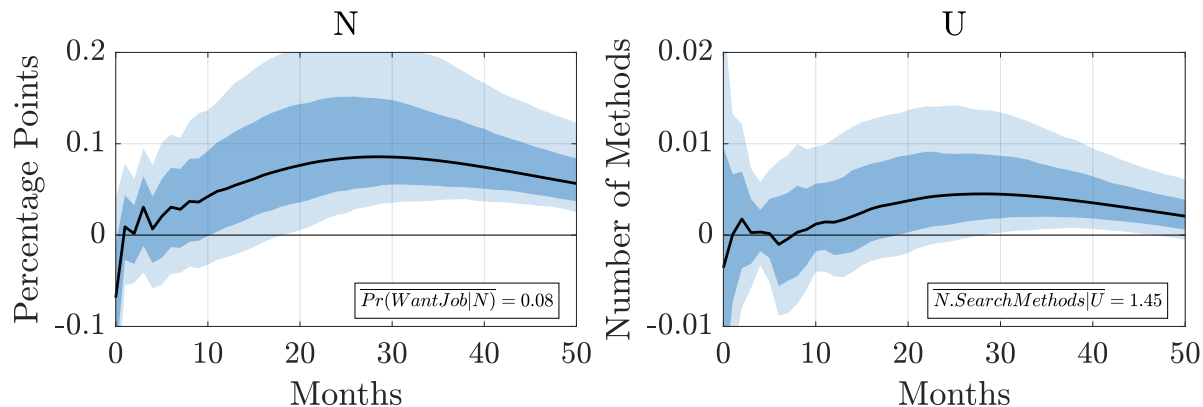 N
Percentage Points
0.2
0.1
0
-0.1
Pr(WantJob|N) = 0.08
0 10 20 30 40 50
Months
U
Number of Methods
0.02
0.01
0
-0.01
N.SearchMethods|U = 1.45
0 10 20 30 40 50
Months